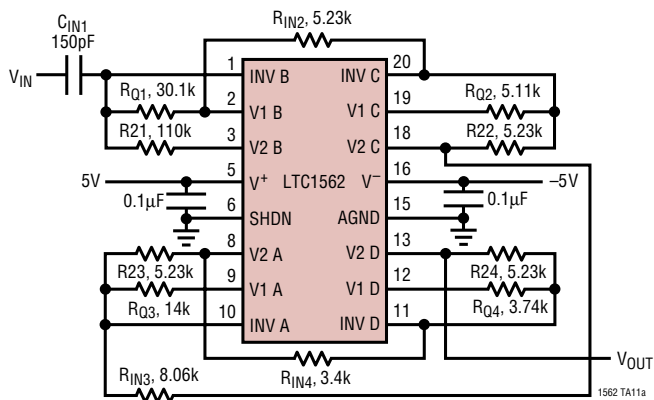 RIN2, 5.23k
CIN1
150pF
VIN
1 INV B INV C 20
RQ1, 30.1k 2 V1 B V1 C 19 RQ2, 5.11k
R21, 110k 3 V2 B V2 C 18 R22, 5.23k
5V 5 V+ LTC1562 V– 16 –5V
0.1µF 6 SHDN AGND 15 0.1µF
8 V2 A V2 D 13
R23, 5.23k 9 V1 A V1 D 12 R24, 5.23k
RQ3, 14k 10 INV A INV D 11 RQ4, 3.74k
RIN3, 8.06k RIN4, 3.4k VOUT
1562 TA11a